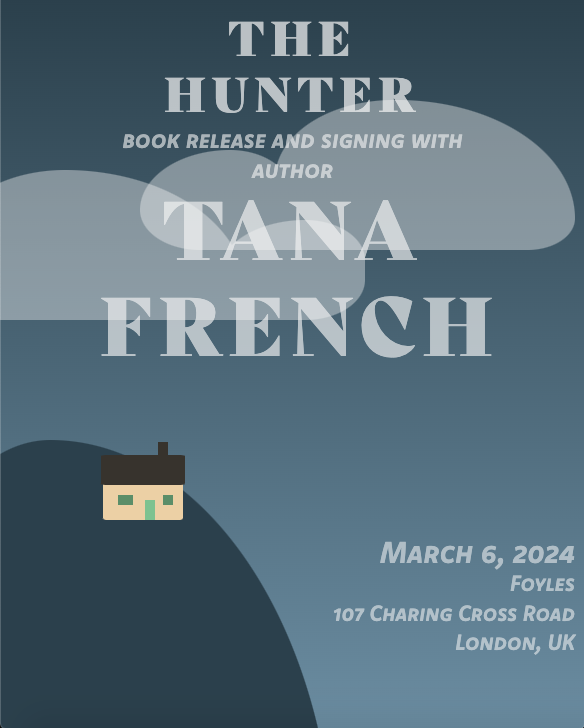 THE
HUNTER
BOOK RELEASE AND SIGNING WITH
AUTHOR
TANA
FRENCH
MARCH 6, 2024
FOYLES
107 CHARING CROSS ROAD
LONDON, UK